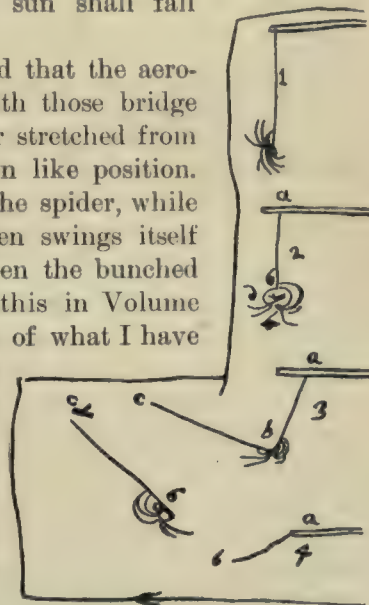 sun shall fall
d that the aero-
th those bridge
r stretched from
n like position.
he spider, while
en swings itself
en the bunched
this in Volume
of what I have
1
a
2
b
a
3
c
c
b
b
a
4
b